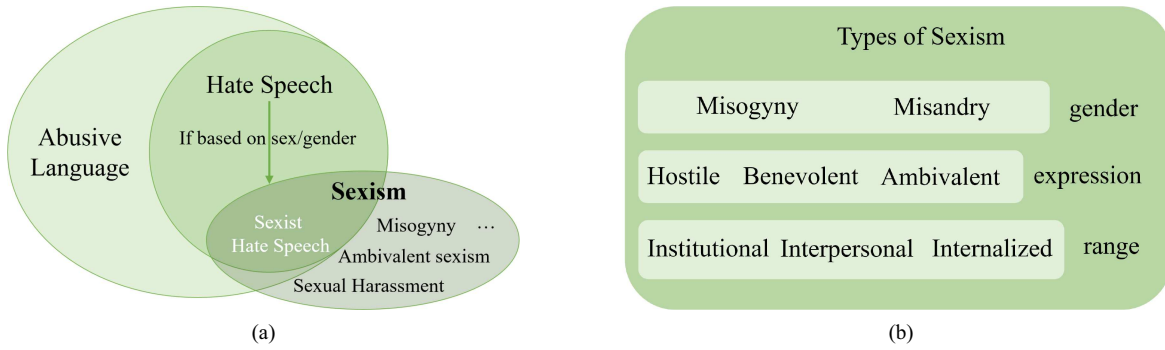 Hate Speech
If based on sex/gender
Abusive
Language
Sexism
Sexist
Hate Speech
Misogyny ...
Ambivalent sexism
Sexual Harassment
(a)
Types of Sexism
Misogyny Misandry gender
Hostile Benevolent Ambivalent expression
Institutional Interpersonal Internalized range
(b)